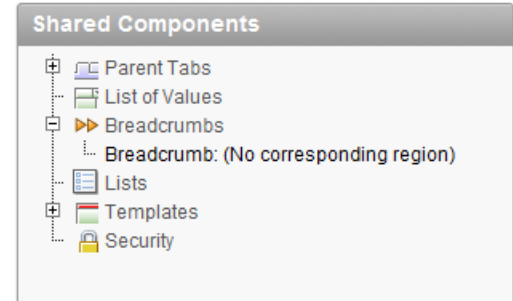 Shared Components
Parent Tabs
List of Values
Breadcrumbs
Breadcrumb: (No corresponding region)
Lists
Templates
Security